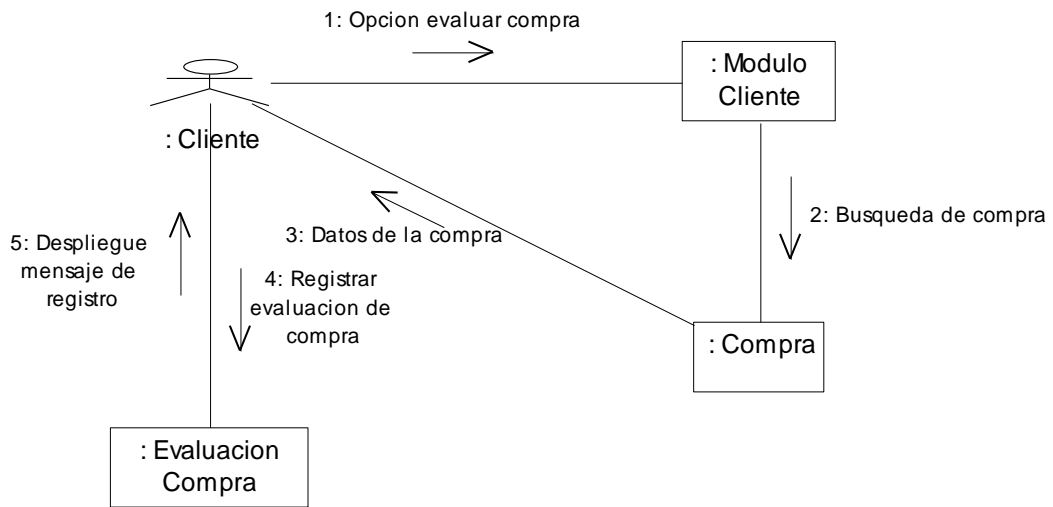 1: Opcion evaluar compra
: Modulo
Cliente
: Cliente
2: Busqueda de compra
3: Datos de la compra
5: Despliegue
mensaje de
registro
4: Registrar
evaluacion de
compra
: Compra
: Evaluacion
Compra